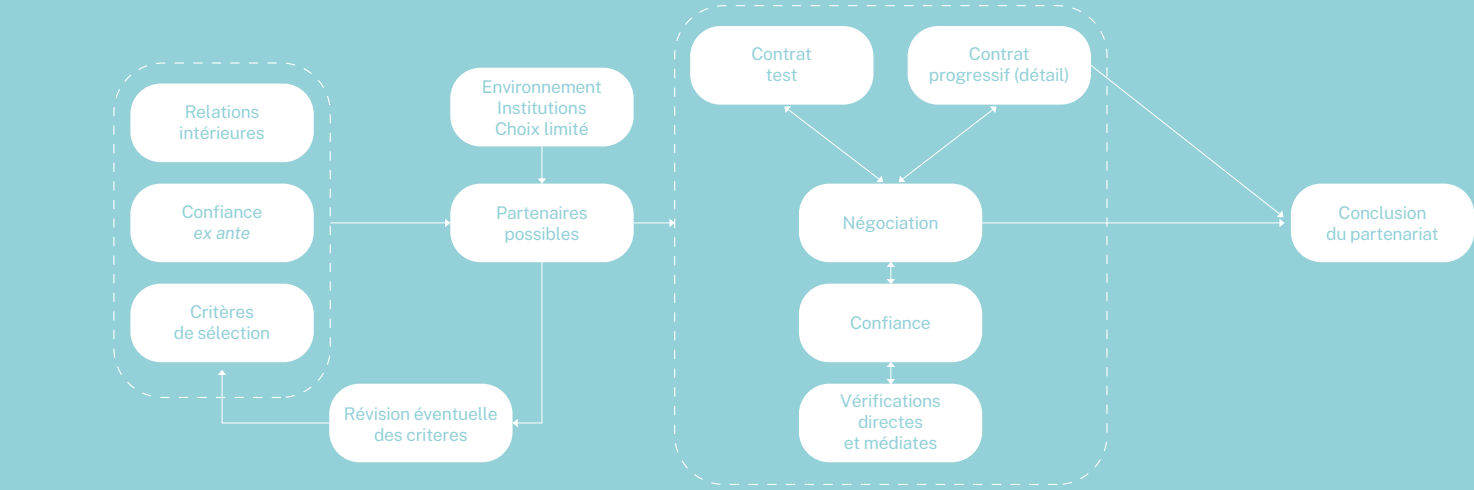 Relations
intérieures
Confiance
ex ante
Critères
de sélection
Révision éventuelle
des criteres
Environnement
Institutions
Choix limité
Partenaires
possibles
Contrat
test
Contrat
progressif (détail)
Négociation
Confiance
Vérifications
directes
et médiates
Conclusion
du partenariat